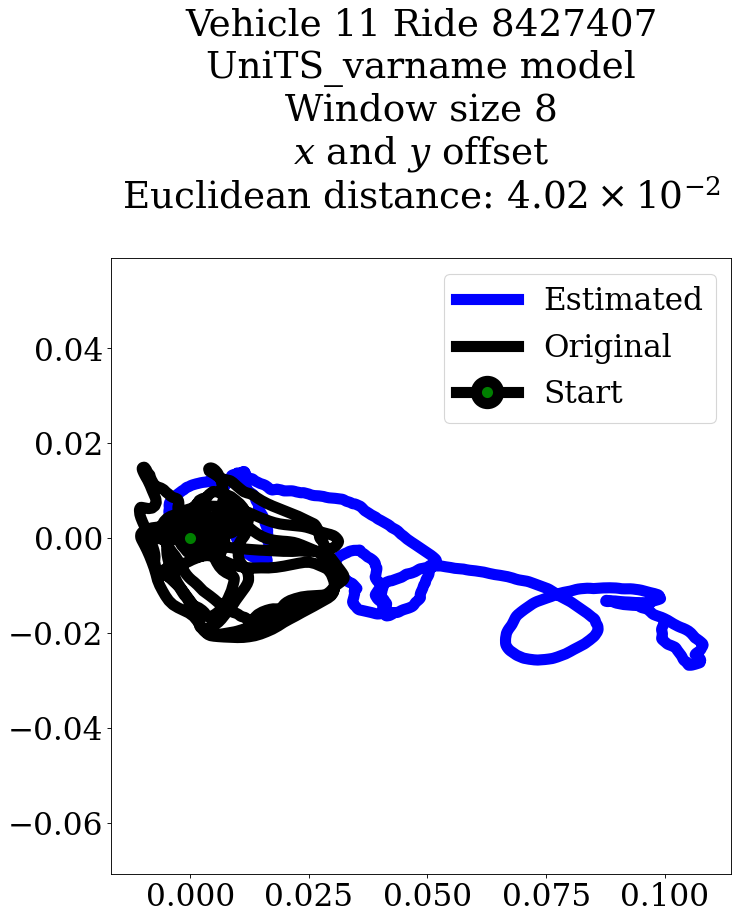 Vehicle 11 Ride 8427407
UniTS_varname model
Window size 8
x and y offset
Euclidean distance: 4.02 × 10⁻²
Estimated
Original
Start
0.04
0.02
0.00
−0.02
−0.04
−0.06
0.000 0.025 0.050 0.075 0.100